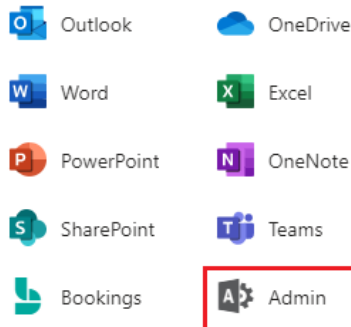 Outlook OneDrive
Word Excel
PowerPoint OneNote
SharePoint Teams
Bookings Admin